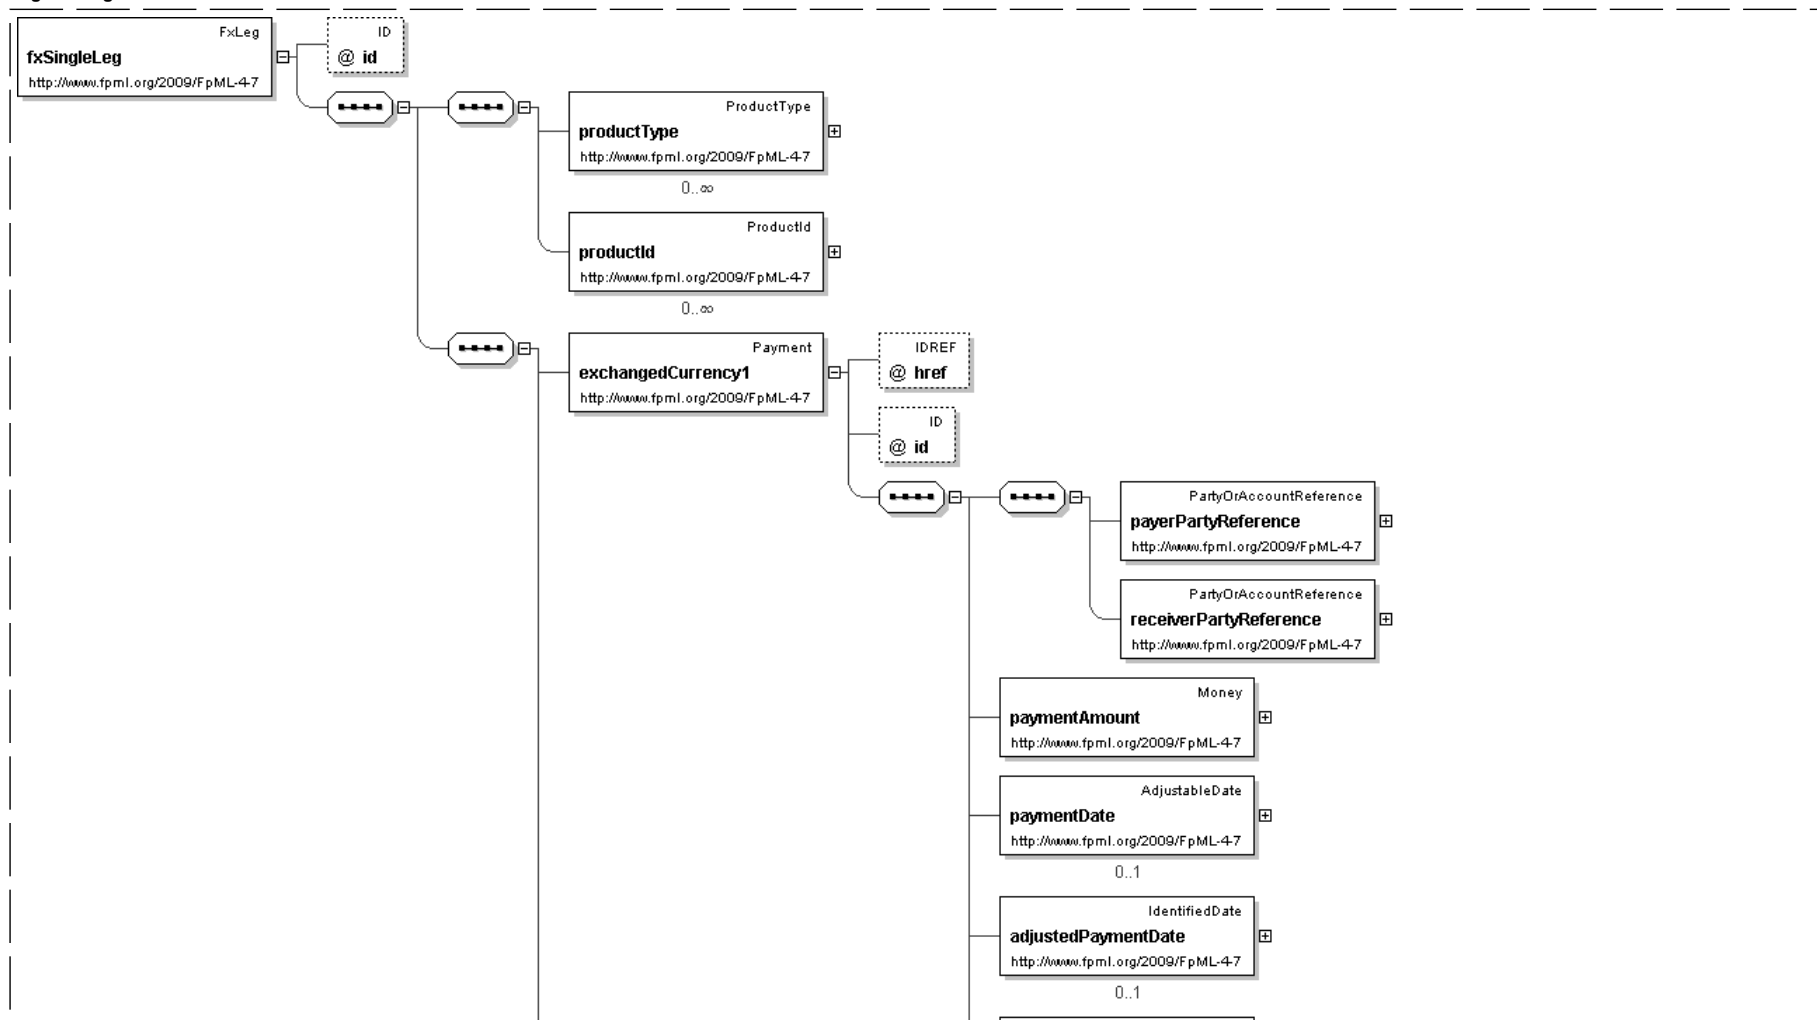 FxLeg
fxSingleLeg
http://www.fpml.org/2009/FpML-4-7
ID
@ id
ProductType
productType
http://www.fpml.org/2009/FpML-4-7
0..∞
ProductId
productId
http://www.fpml.org/2009/FpML-4-7
0..∞
Payment
exchangedCurrency1
http://www.fpml.org/2009/FpML-4-7
IDREF
@ href
ID
@ id
PartyOrAccountReference
payerPartyReference
http://www.fpml.org/2009/FpML-4-7
PartyOrAccountReference
receiverPartyReference
http://www.fpml.org/2009/FpML-4-7
Money
paymentAmount
http://www.fpml.org/2009/FpML-4-7
AdjustableDate
paymentDate
http://www.fpml.org/2009/FpML-4-7
0..1
IdentifiedDate
adjustedPaymentDate
http://www.fpml.org/2009/FpML-4-7
0..1